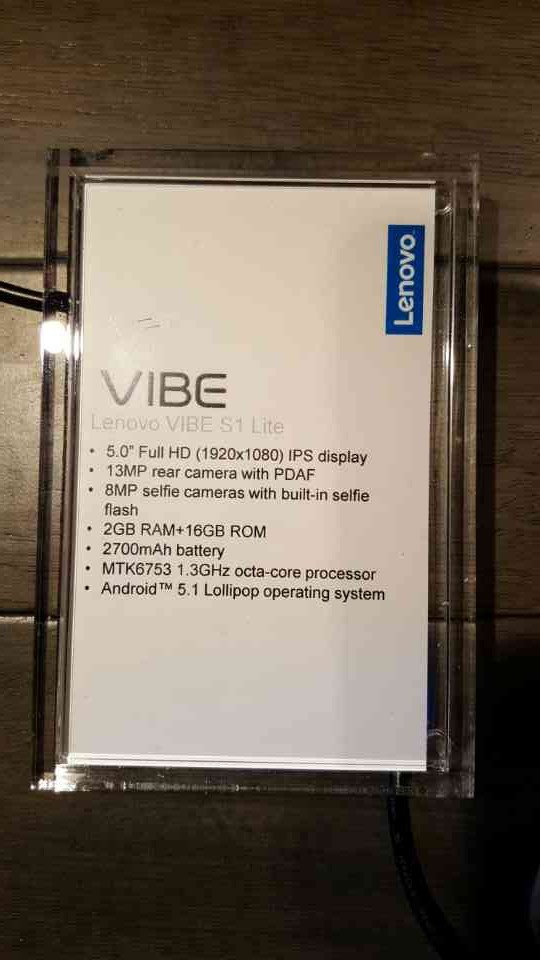 Lenovo
VIBE
Lenovo VIBE S1 Lite
• 5.0" Full HD (1920x1080) IPS display
• 13MP rear camera with PDAF
• 8MP selfie cameras with built-in selfie
flash
• 2GB RAM+16GB ROM
• 2700mAh battery
• MTK6753 1.3GHz octa-core processor
• Android™ 5.1 Lollipop operating system